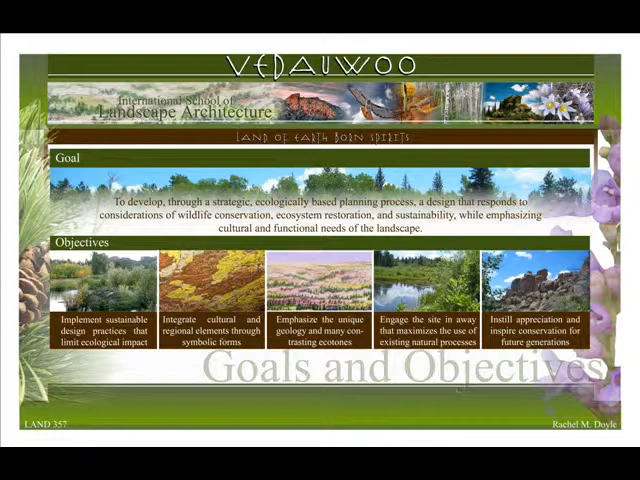 VEDAUWOO
International School of
Landscape Architecture
LAND OF EARTH BORN SPIRITS
Goal
To develop, through a strategic, ecologically based planning process, a design that responds to
considerations of wildlife conservation, ecosystem restoration, and sustainability, while emphasizing
cultural and functional needs of the landscape.
Objectives
Implement sustainable
design practices that
limit ecological impact
Integrate cultural and
regional elements through
symbolic forms
Emphasize the unique
geology and many con-
trasting ecotones
Engage the site in away
that maximizes the use of
existing natural processes
Instill appreciation and
inspire conservation for
future generations
Goals and Objectives
LAND 357
Rachel M. Doyle